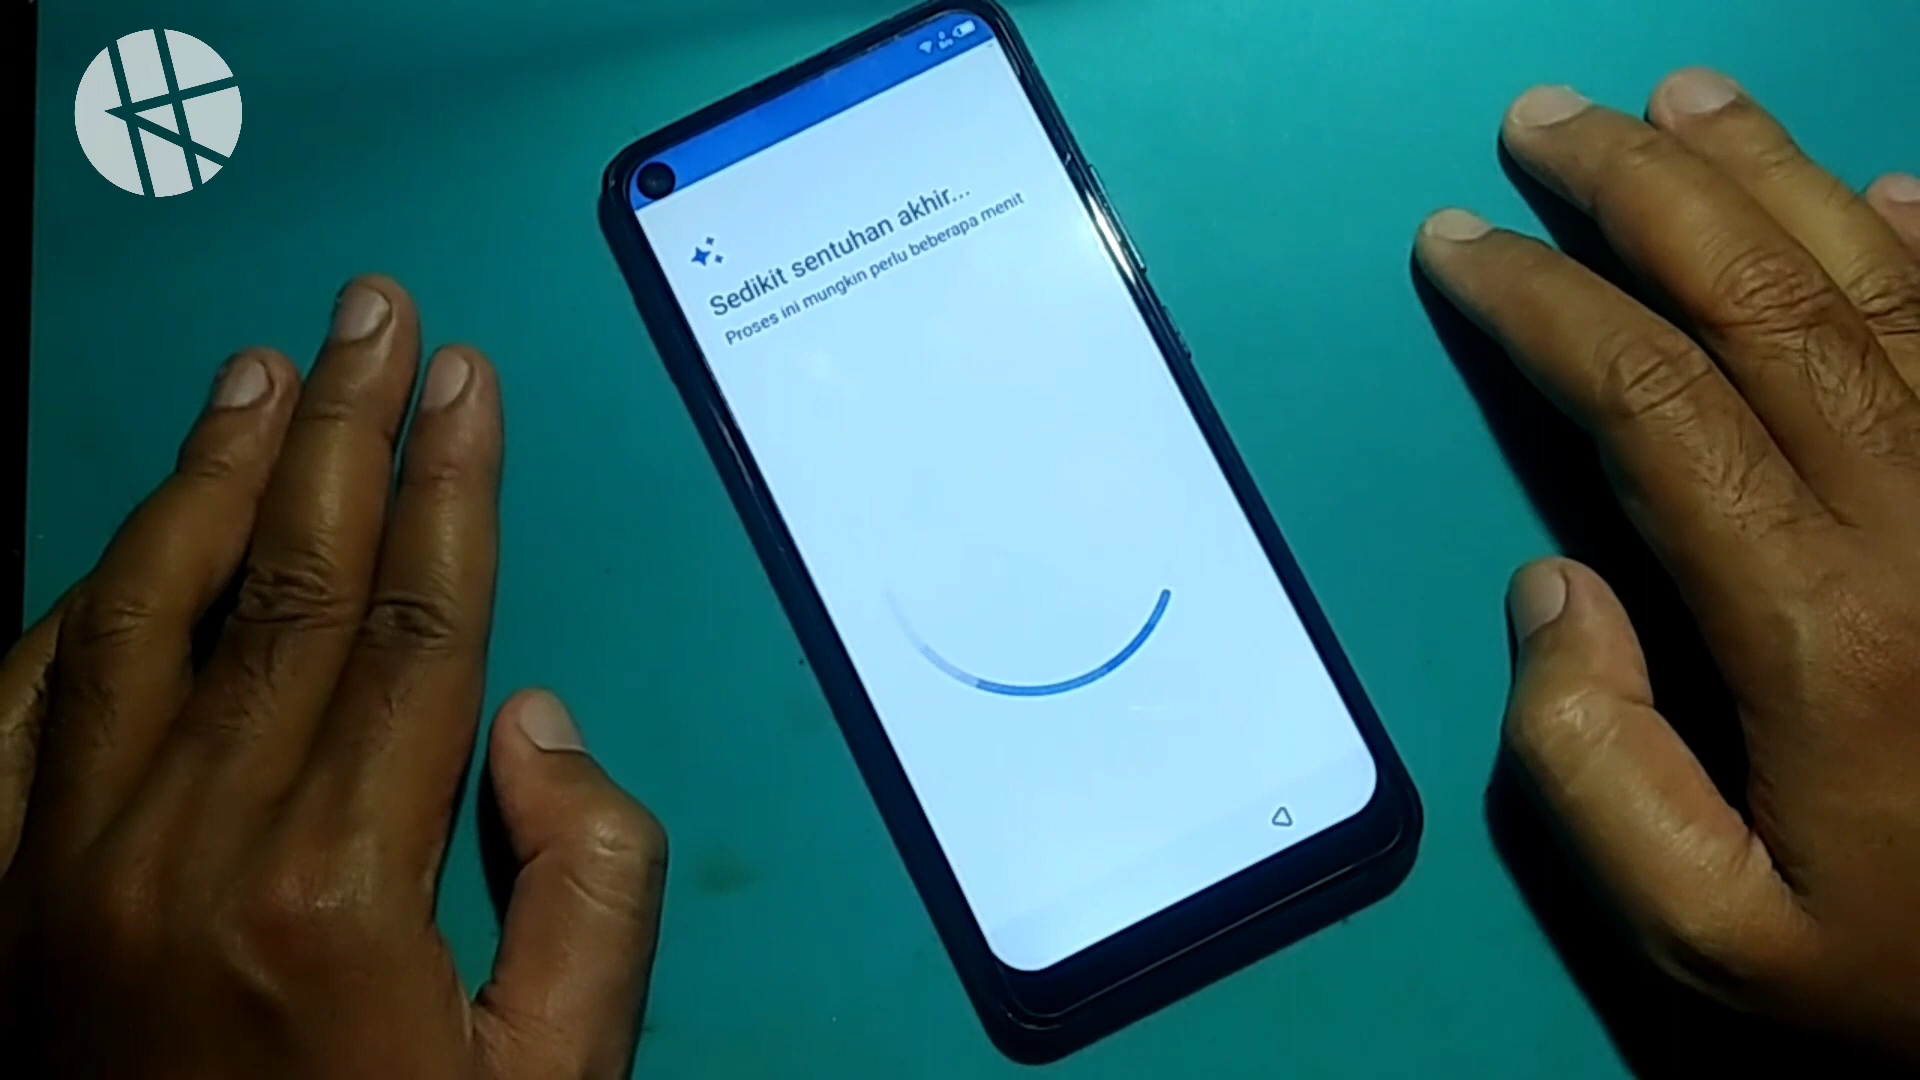 Sedikit sentuhan akhir...
Proses ini mungkin perlu beberapa menit